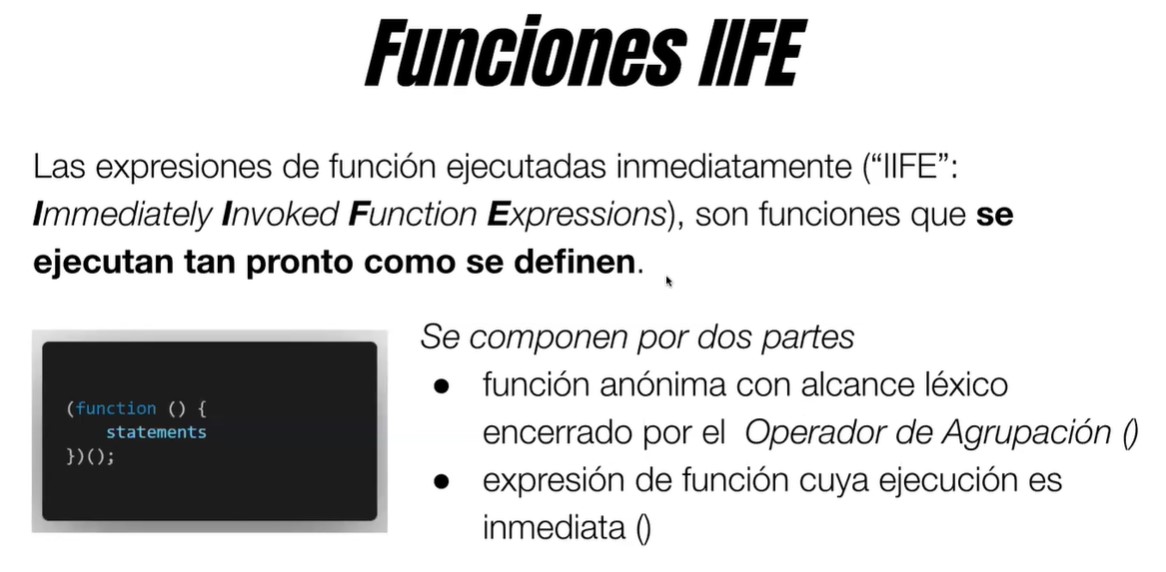 Funciones IIFE
Las expresiones de función ejecutadas inmediatamente (“IIFE”:
Immediately Invoked Function Expressions), son funciones que se
ejecutan tan pronto como se definen.
Se componen por dos partes
● función anónima con alcance léxico
encerrado por el Operador de Agrupación ()
● expresión de función cuya ejecución es
inmediata ()
(function () {
statements
})();